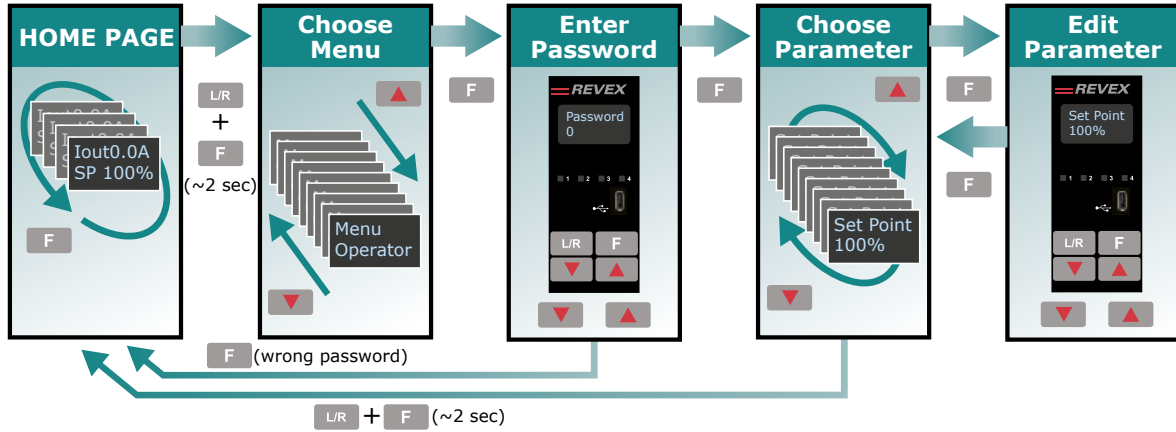 HOME PAGE
Choose
Menu
Enter
Password
Choose
Parameter
Edit
Parameter
L/R
+
F
(~2 sec)
F
F
F
F
Iout0.0A
SP 100%
F
Menu
Operator
REVEX
Password
0
1 2 3 4
L/R F
Set Point
100%
REVEX
Set Point
100%
1 2 3 4
L/R F
F (wrong password)
L/R + F (~2 sec)